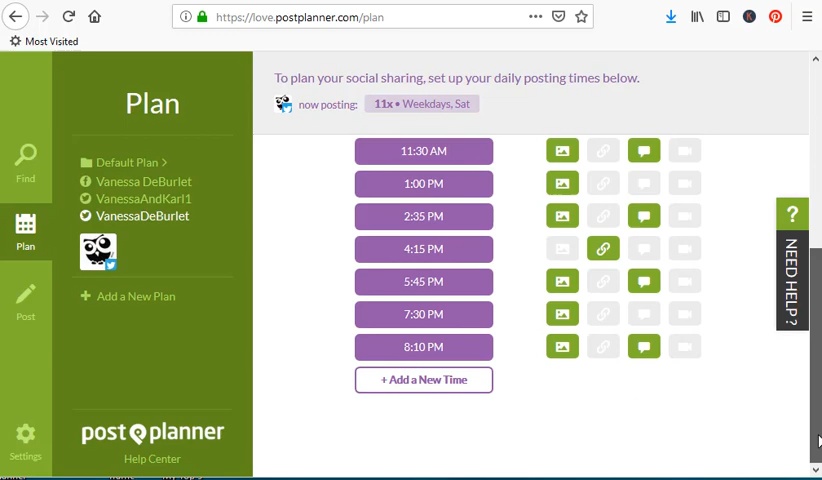 https://love.postplanner.com/plan
Most Visited
K
Plan
Default Plan >
Vanessa DeBurlet
VanessaAndKarl1
VanessaDeBurlet
+ Add a New Plan
post planner
Help Center
Find
Plan
Post
Settings
To plan your social sharing, set up your daily posting times below.
now posting: 11x • Weekdays, Sat
11:30 AM
1:00 PM
2:35 PM
4:15 PM
5:45 PM
7:30 PM
8:10 PM
+ Add a New Time
?
NEED HELP?